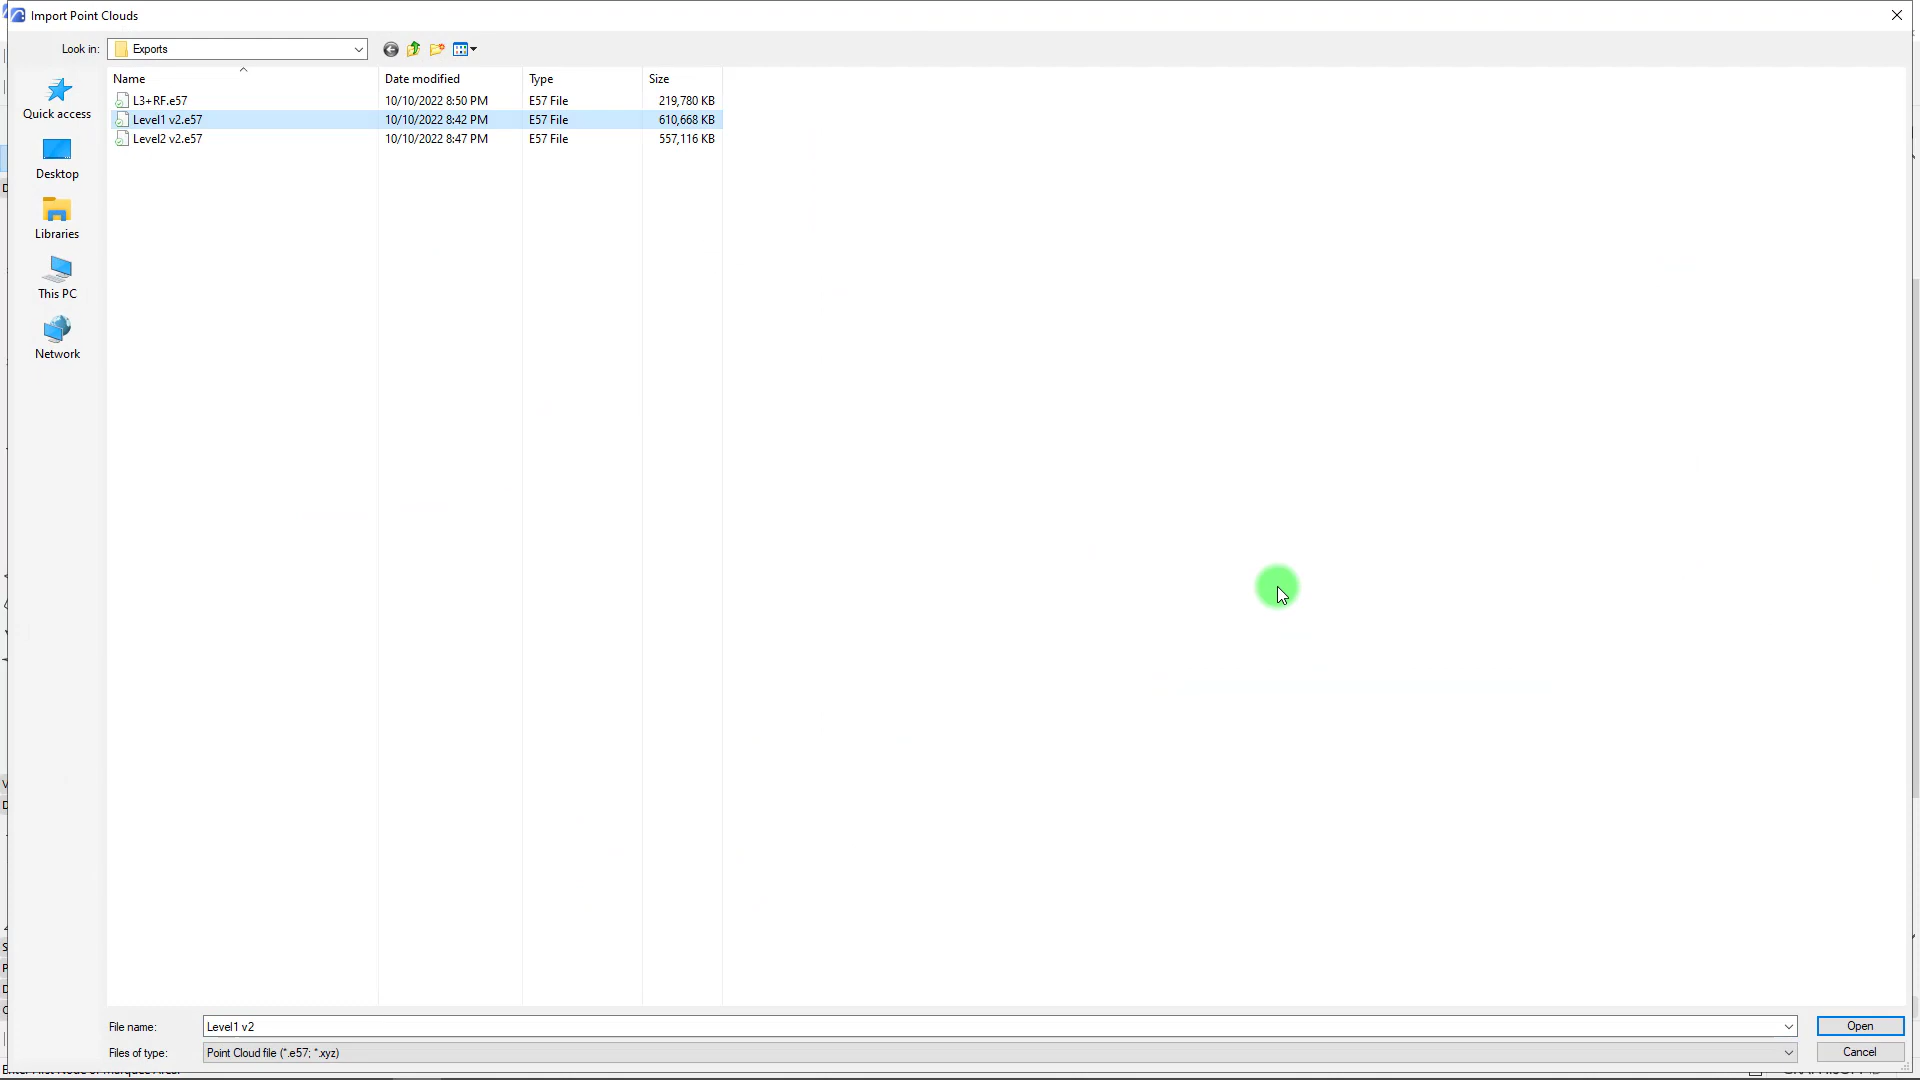 Import Point Clouds
Look in: Exports
Name Date modified Type Size
L3+RF.e57 10/10/2022 8:50 PM E57 File 219,780 KB
Level1 v2.e57 10/10/2022 8:42 PM E57 File 610,668 KB
Level2 v2.e57 10/10/2022 8:47 PM E57 File 557,116 KB
Quick access
Desktop
Libraries
This PC
Network
File name: Level1 v2 Open
Files of type: Point Cloud file (*.e57; *.xyz) Cancel